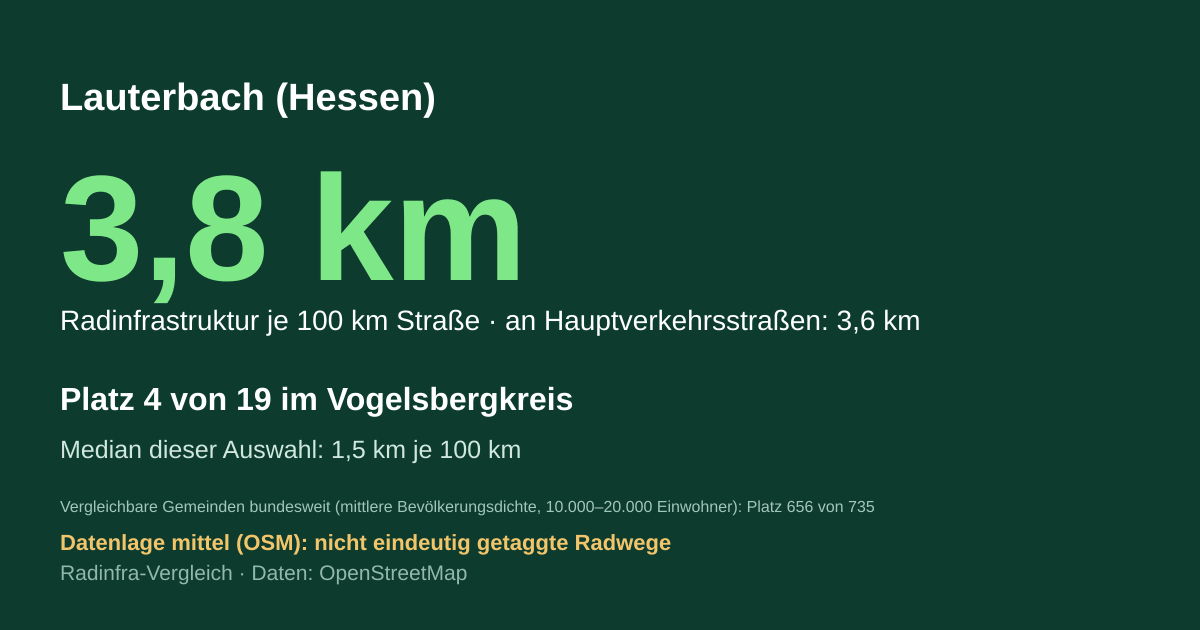 Lauterbach (Hessen)
3,8 km
Radinfrastruktur je 100 km Straße · an Hauptverkehrsstraßen: 3,6 km
Platz 4 von 19 im Vogelsbergkreis
Median dieser Auswahl: 1,5 km je 100 km
Vergleichbare Gemeinden bundesweit (mittlere Bevölkerungsdichte, 10.000–20.000 Einwohner): Platz 656 von 735
Datenlage mittel (OSM): nicht eindeutig getaggte Radwege
Radinfra-Vergleich · Daten: OpenStreetMap